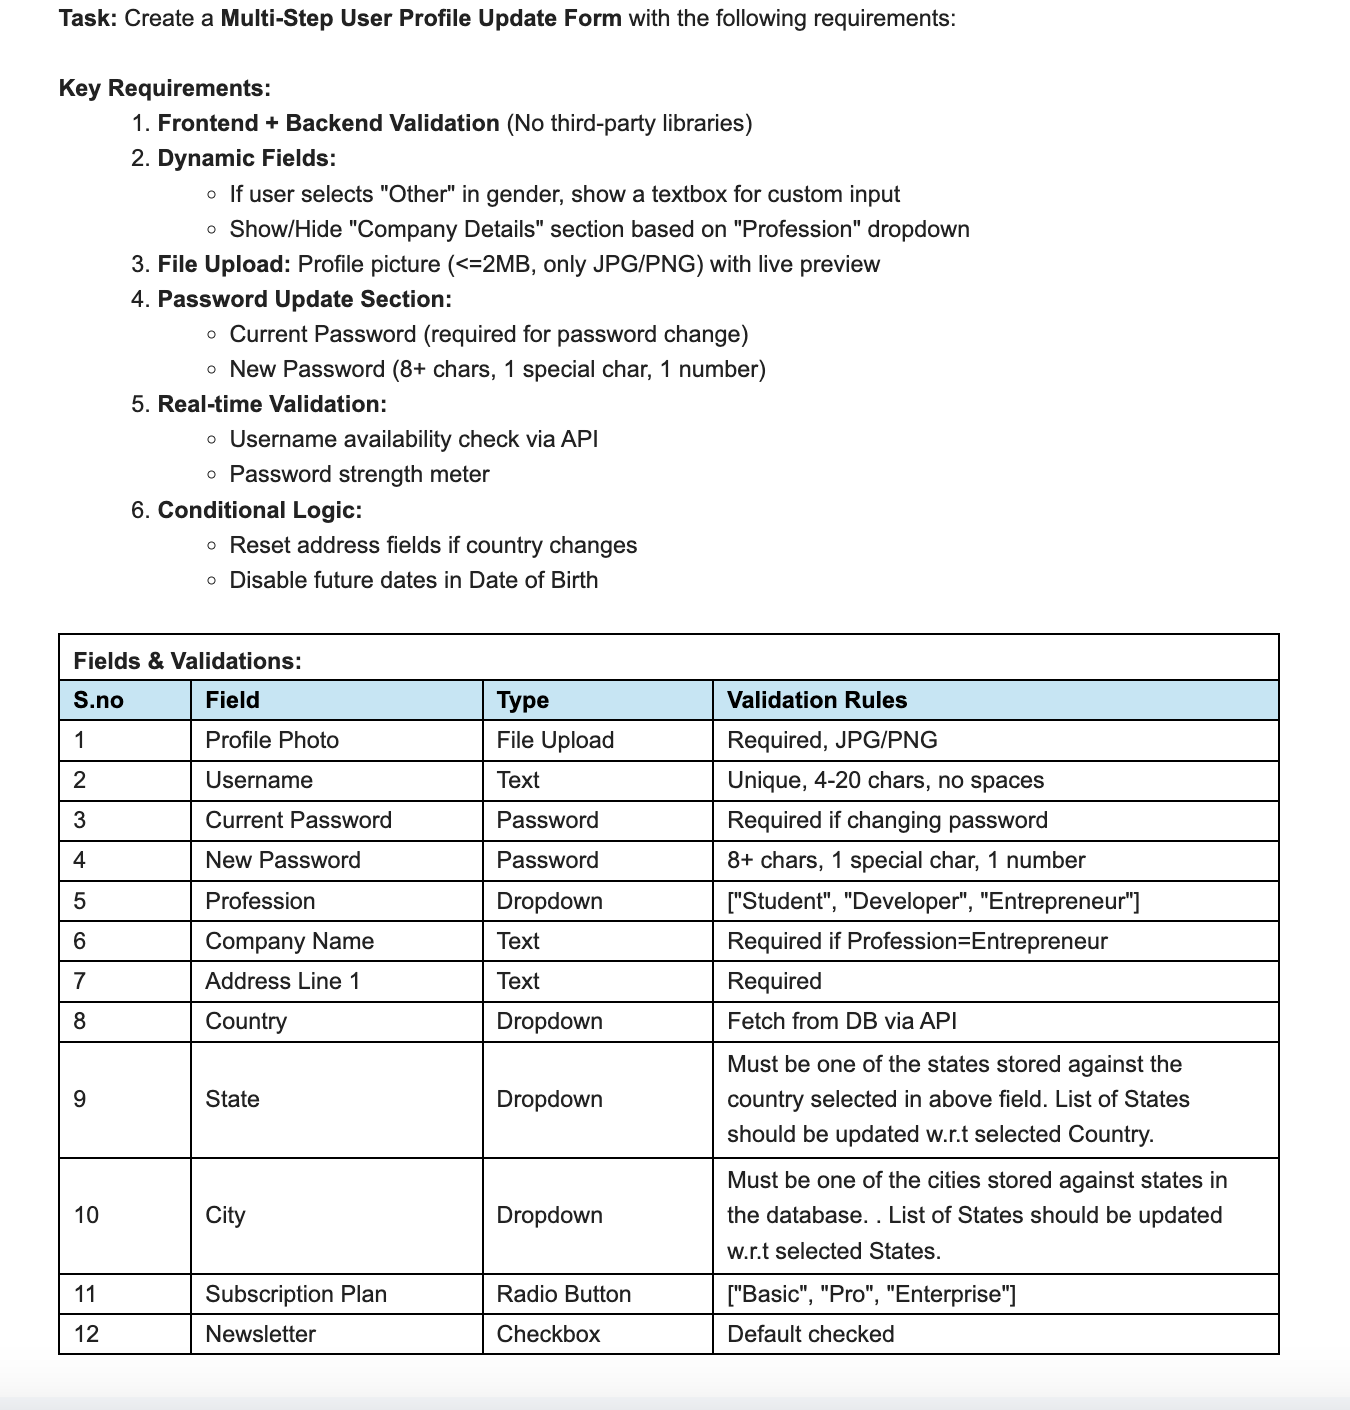 Task: Create a Multi-Step User Profile Update Form with the following requirements:
Key Requirements:
1. Frontend + Backend Validation (No third-party libraries)
2. Dynamic Fields:
◦ If user selects "Other" in gender, show a textbox for custom input
◦ Show/Hide "Company Details" section based on "Profession" dropdown
3. File Upload: Profile picture (<=2MB, only JPG/PNG) with live preview
4. Password Update Section:
◦ Current Password (required for password change)
◦ New Password (8+ chars, 1 special char, 1 number)
5. Real-time Validation:
◦ Username availability check via API
◦ Password strength meter
6. Conditional Logic:
◦ Reset address fields if country changes
◦ Disable future dates in Date of Birth
Fields & Validations:
S.no Field Type Validation Rules
1 Profile Photo File Upload Required, JPG/PNG
2 Username Text Unique, 4-20 chars, no spaces
3 Current Password Password Required if changing password
4 New Password Password 8+ chars, 1 special char, 1 number
5 Profession Dropdown ["Student", "Developer", "Entrepreneur"]
6 Company Name Text Required if Profession=Entrepreneur
7 Address Line 1 Text Required
8 Country Dropdown Fetch from DB via API
9 State Dropdown Must be one of the states stored against the
country selected in above field. List of States
should be updated w.r.t selected Country.
10 City Dropdown Must be one of the cities stored against states in
the database. . List of States should be updated
w.r.t selected States.
11 Subscription Plan Radio Button ["Basic", "Pro", "Enterprise"]
12 Newsletter Checkbox Default checked